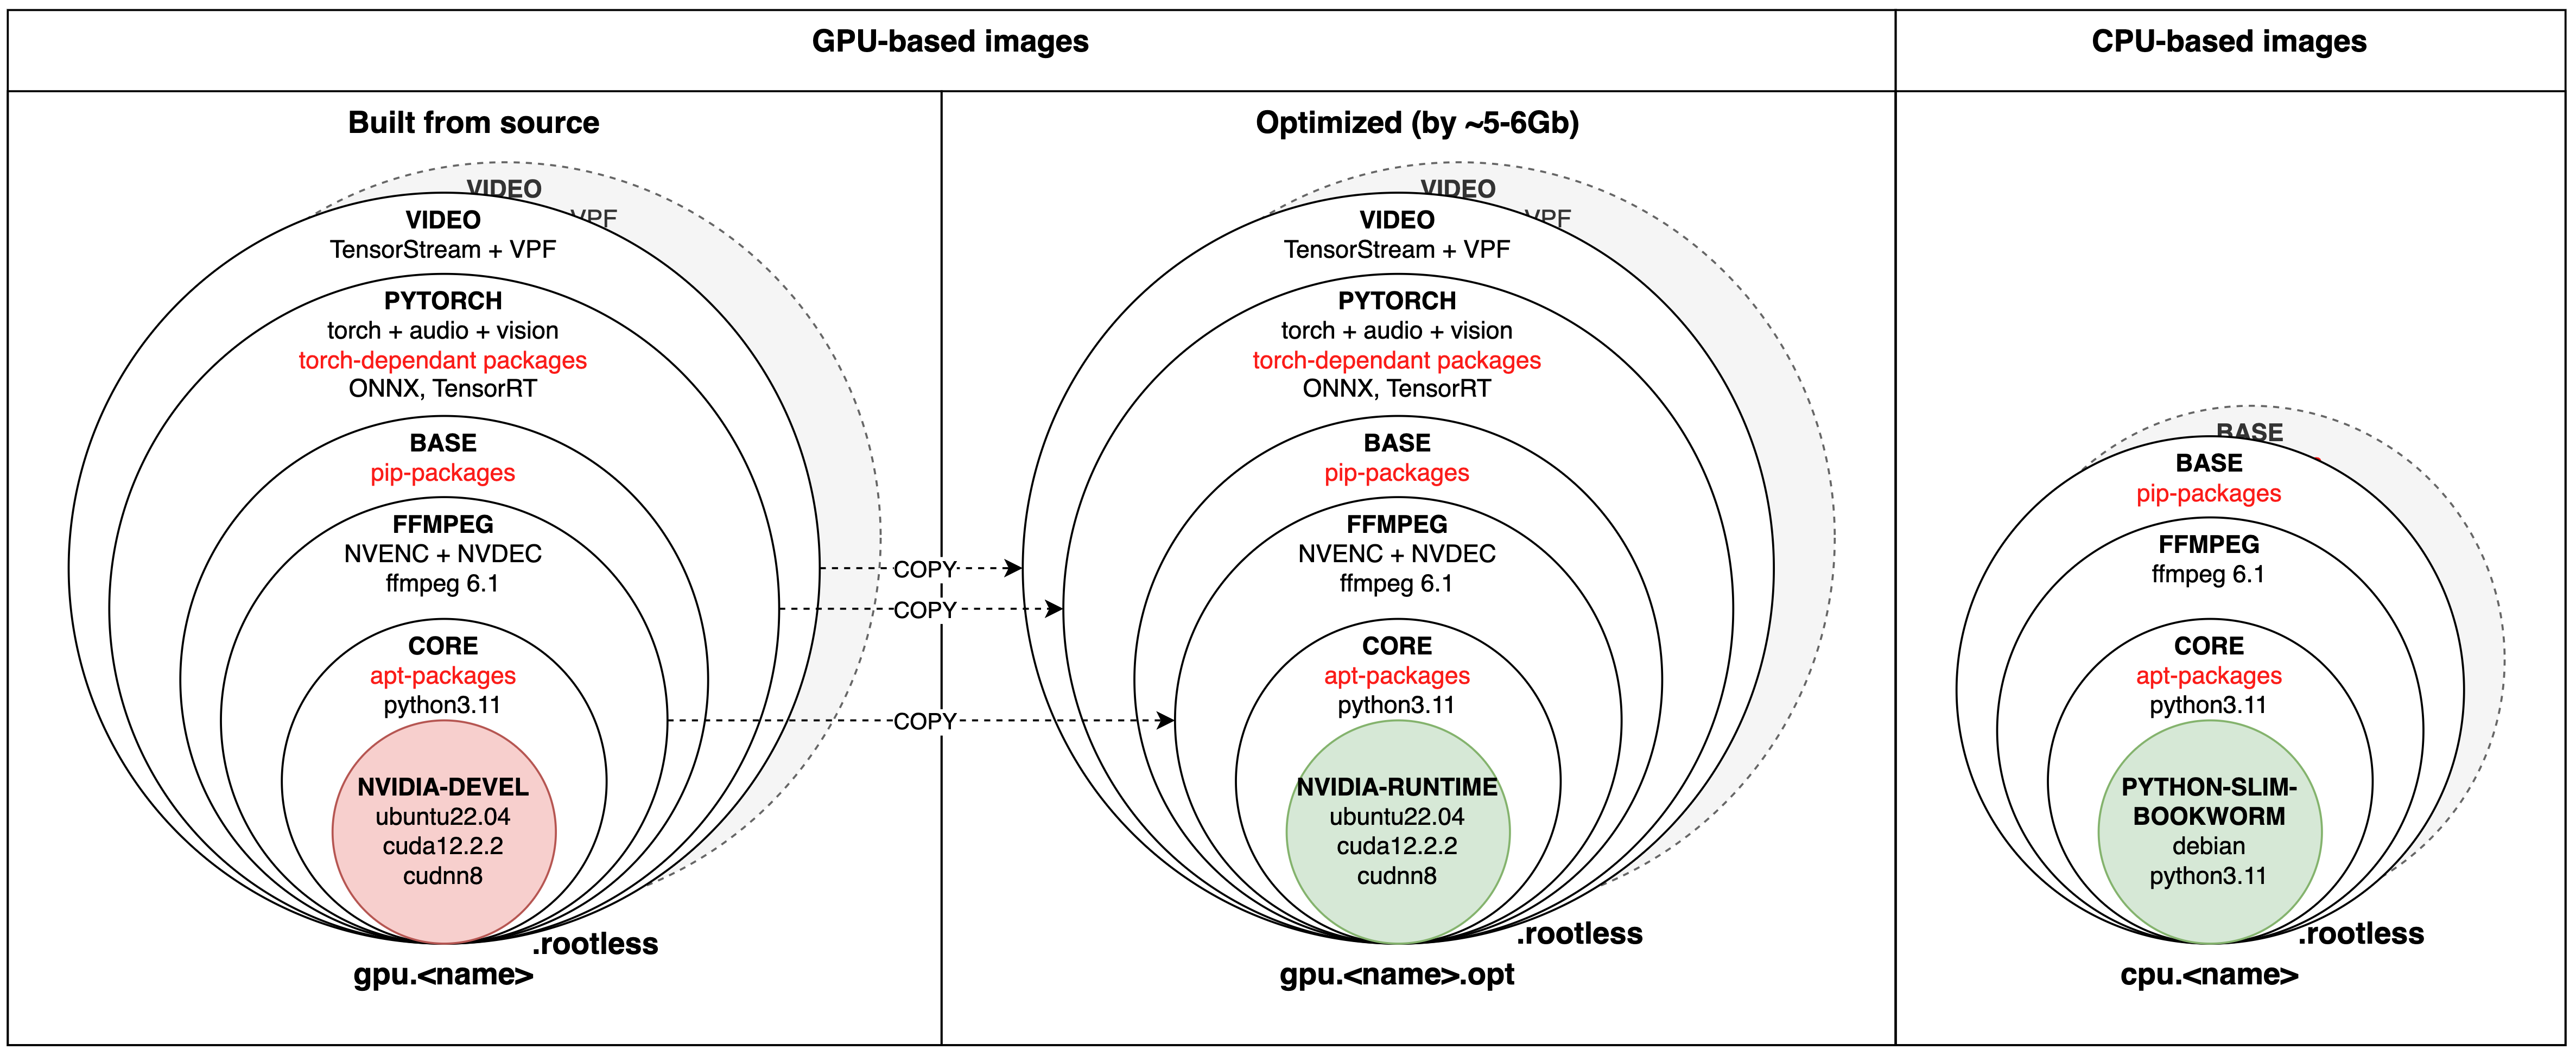 GPU-based images
CPU-based images
Built from source
VIDEO
VPF
VIDEO
TensorStream + VPF
PYTORCH
torch + audio + vision
torch-dependant packages
ONNX, TensorRT
BASE
pip-packages
FFMPEG
NVENC + NVDEC
ffmpeg 6.1
CORE
apt-packages
python3.11
NVIDIA-DEVEL
ubuntu22.04
cuda12.2.2
cudnn8
.rootless
gpu.<name>
COPY
COPY
COPY
Optimized (by ~5-6Gb)
VIDEO
VPF
VIDEO
TensorStream + VPF
PYTORCH
torch + audio + vision
torch-dependant packages
ONNX, TensorRT
BASE
pip-packages
FFMPEG
NVENC + NVDEC
ffmpeg 6.1
CORE
apt-packages
python3.11
NVIDIA-RUNTIME
ubuntu22.04
cuda12.2.2
cudnn8
.rootless
gpu.<name>.opt
BASE
BASE
pip-packages
FFMPEG
ffmpeg 6.1
CORE
apt-packages
python3.11
PYTHON-SLIM-
BOOKWORM
debian
python3.11
.rootless
cpu.<name>